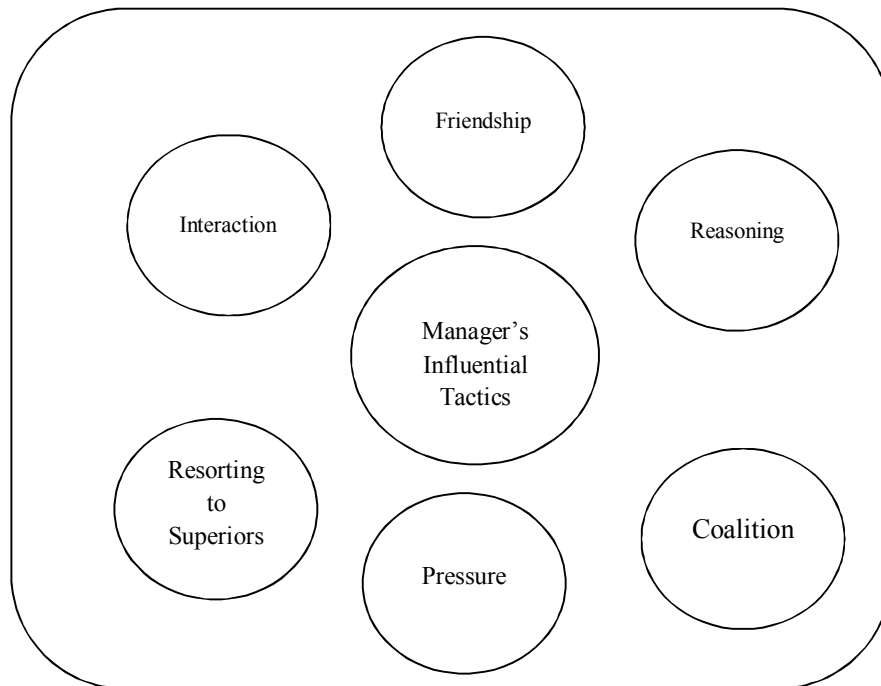 Friendship
Interaction
Reasoning
Manager’s
Influential
Tactics
Resorting
to
Superiors
Coalition
Pressure